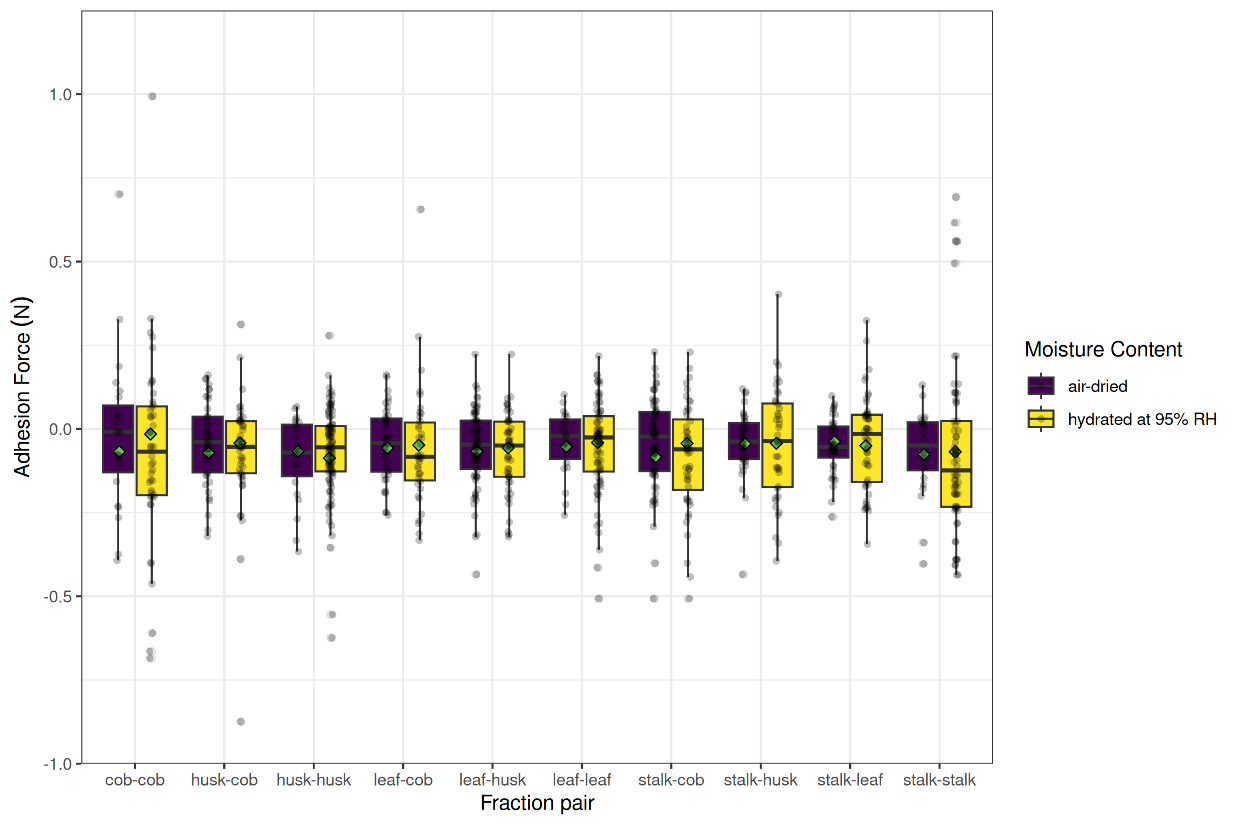 1.0
0.5
0.0
-0.5
-1.0
Adhesion Force (N)
cob-cob husk-cob husk-husk leaf-cob leaf-husk leaf-leaf stalk-cob stalk-husk stalk-leaf stalk-stalk
Fraction pair
Moisture Content
air-dried
hydrated at 95% RH